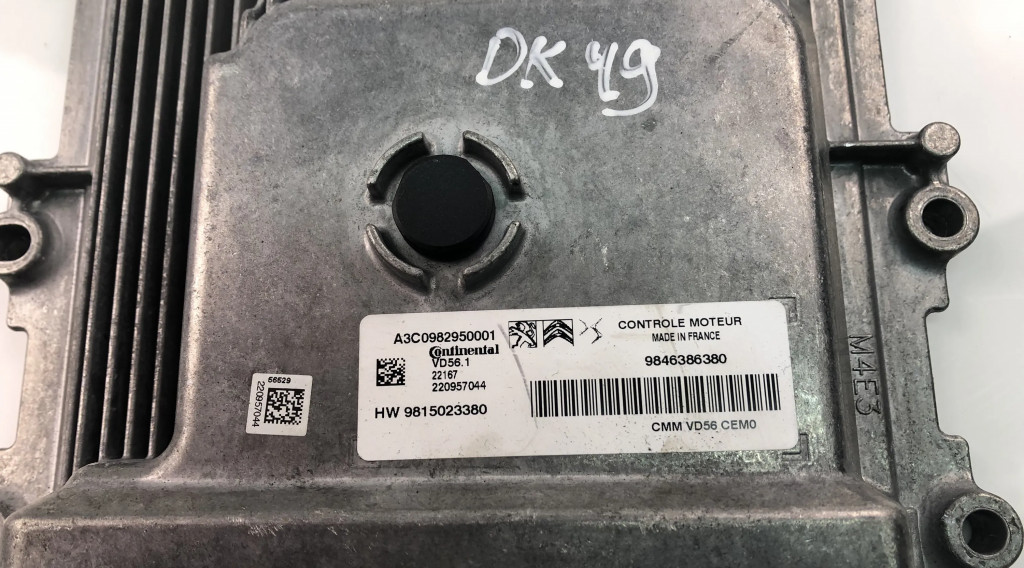 DK 49
A3C0982950001
Continental
VD56.1
22167
220957044
HW 9815023380
CONTROLE MOTEUR
MADE IN FRANCE
9846386380
CMM VD56 CEM0
56529
220957044
M4E3